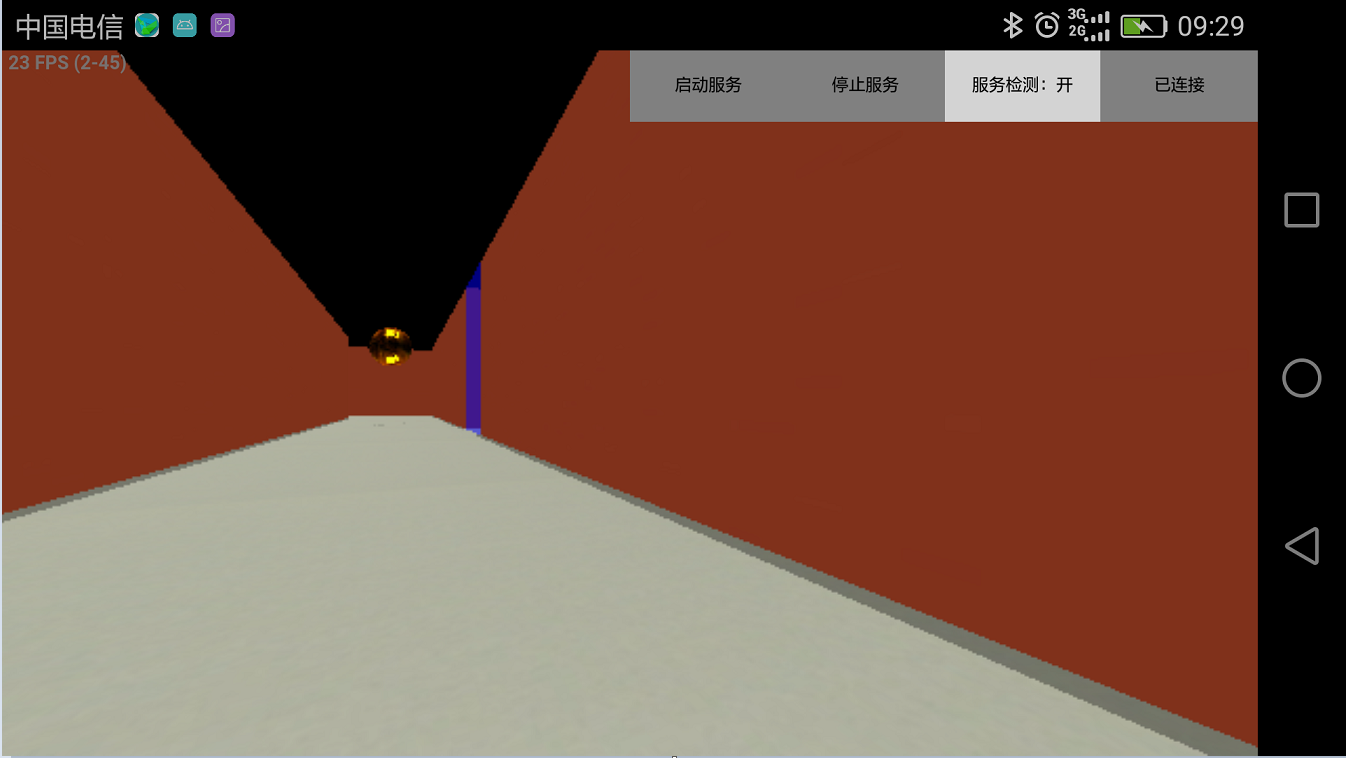 中国电信
3G
2G
09:29
23 FPS (2-45)
启动服务
停止服务
服务检测：开
已连接